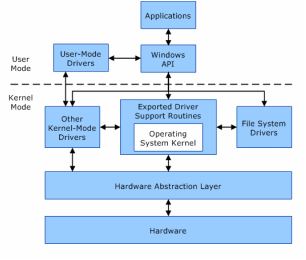 Applications
User
Mode
User-Mode
Drivers
Windows
API
Kernel
Mode
Other
Kernel-Mode
Drivers
Exported Driver
Support Routines
Operating
System Kernel
File System
Drivers
Hardware Abstraction Layer
Hardware